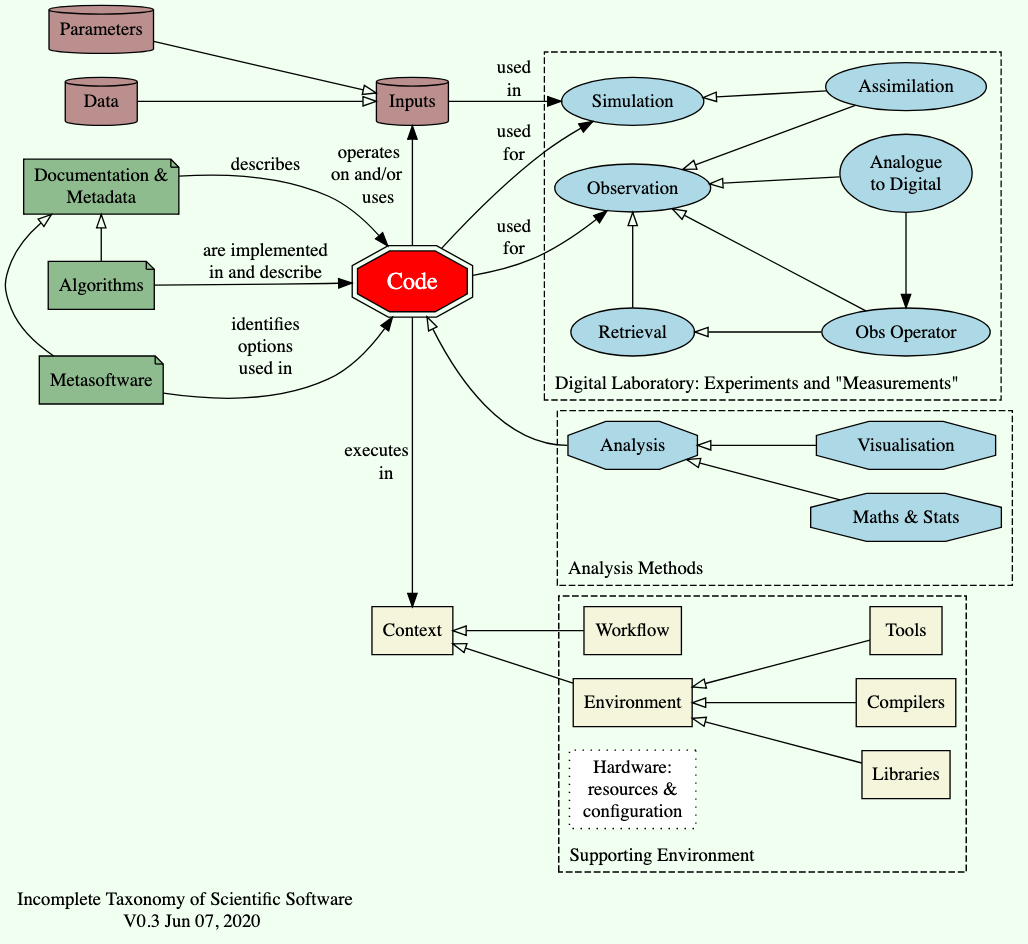 Parameters
Data
Inputs
used
in
Simulation
Assimilation
used
for
operates
on and/or
uses
describes
Documentation &
Metadata
Observation
Analogue
to Digital
used
for
are implemented
in and describe
Algorithms
Code
identifies
options
used in
Metasoftware
Retrieval
Obs Operator
Digital Laboratory: Experiments and "Measurements"
executes
in
Analysis
Visualisation
Maths & Stats
Analysis Methods
Context
Workflow
Tools
Environment
Compilers
Hardware:
resources &
configuration
Libraries
Supporting Environment
Incomplete Taxonomy of Scientific Software
V0.3 Jun 07, 2020